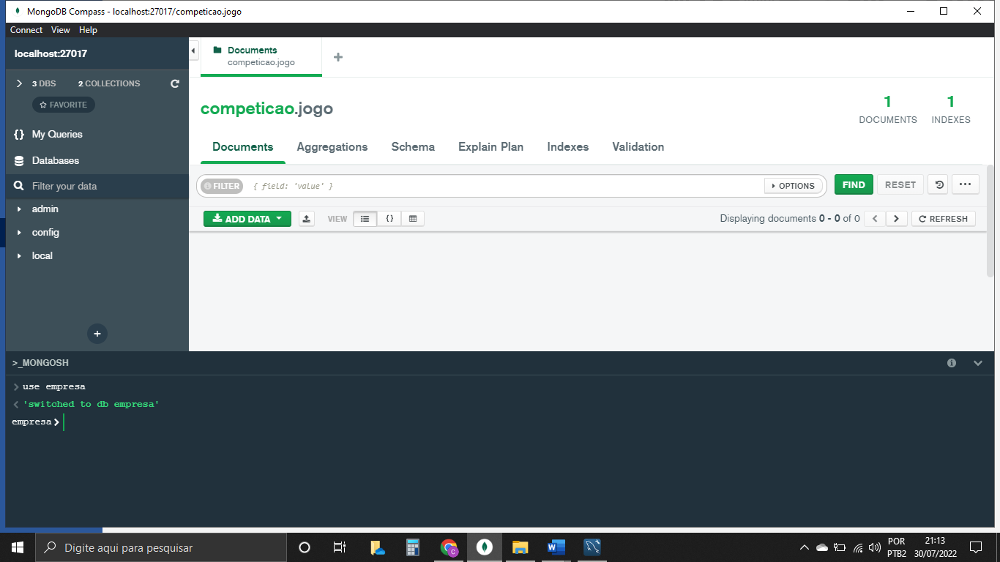 MongoDB Compass - localhost:27017/competicao.jogo
Connect View Help
localhost:27017
3 DBS 2 COLLECTIONS
FAVORITE
{} My Queries
Databases
Filter your data
admin
config
local
+
Documents
competicao.jogo
+
competicao.jogo
1 DOCUMENTS
1 INDEXES
Documents Aggregations Schema Explain Plan Indexes Validation
FILTER { field: 'value' } OPTIONS FIND RESET ...
ADD DATA VIEW {} Displaying documents 0 - 0 of 0 < > REFRESH
>_MONGOSH
> use empresa
< 'switched to db empresa'
empresa>
Digite aqui para pesquisar
POR
PTB2
21:13
30/07/2022